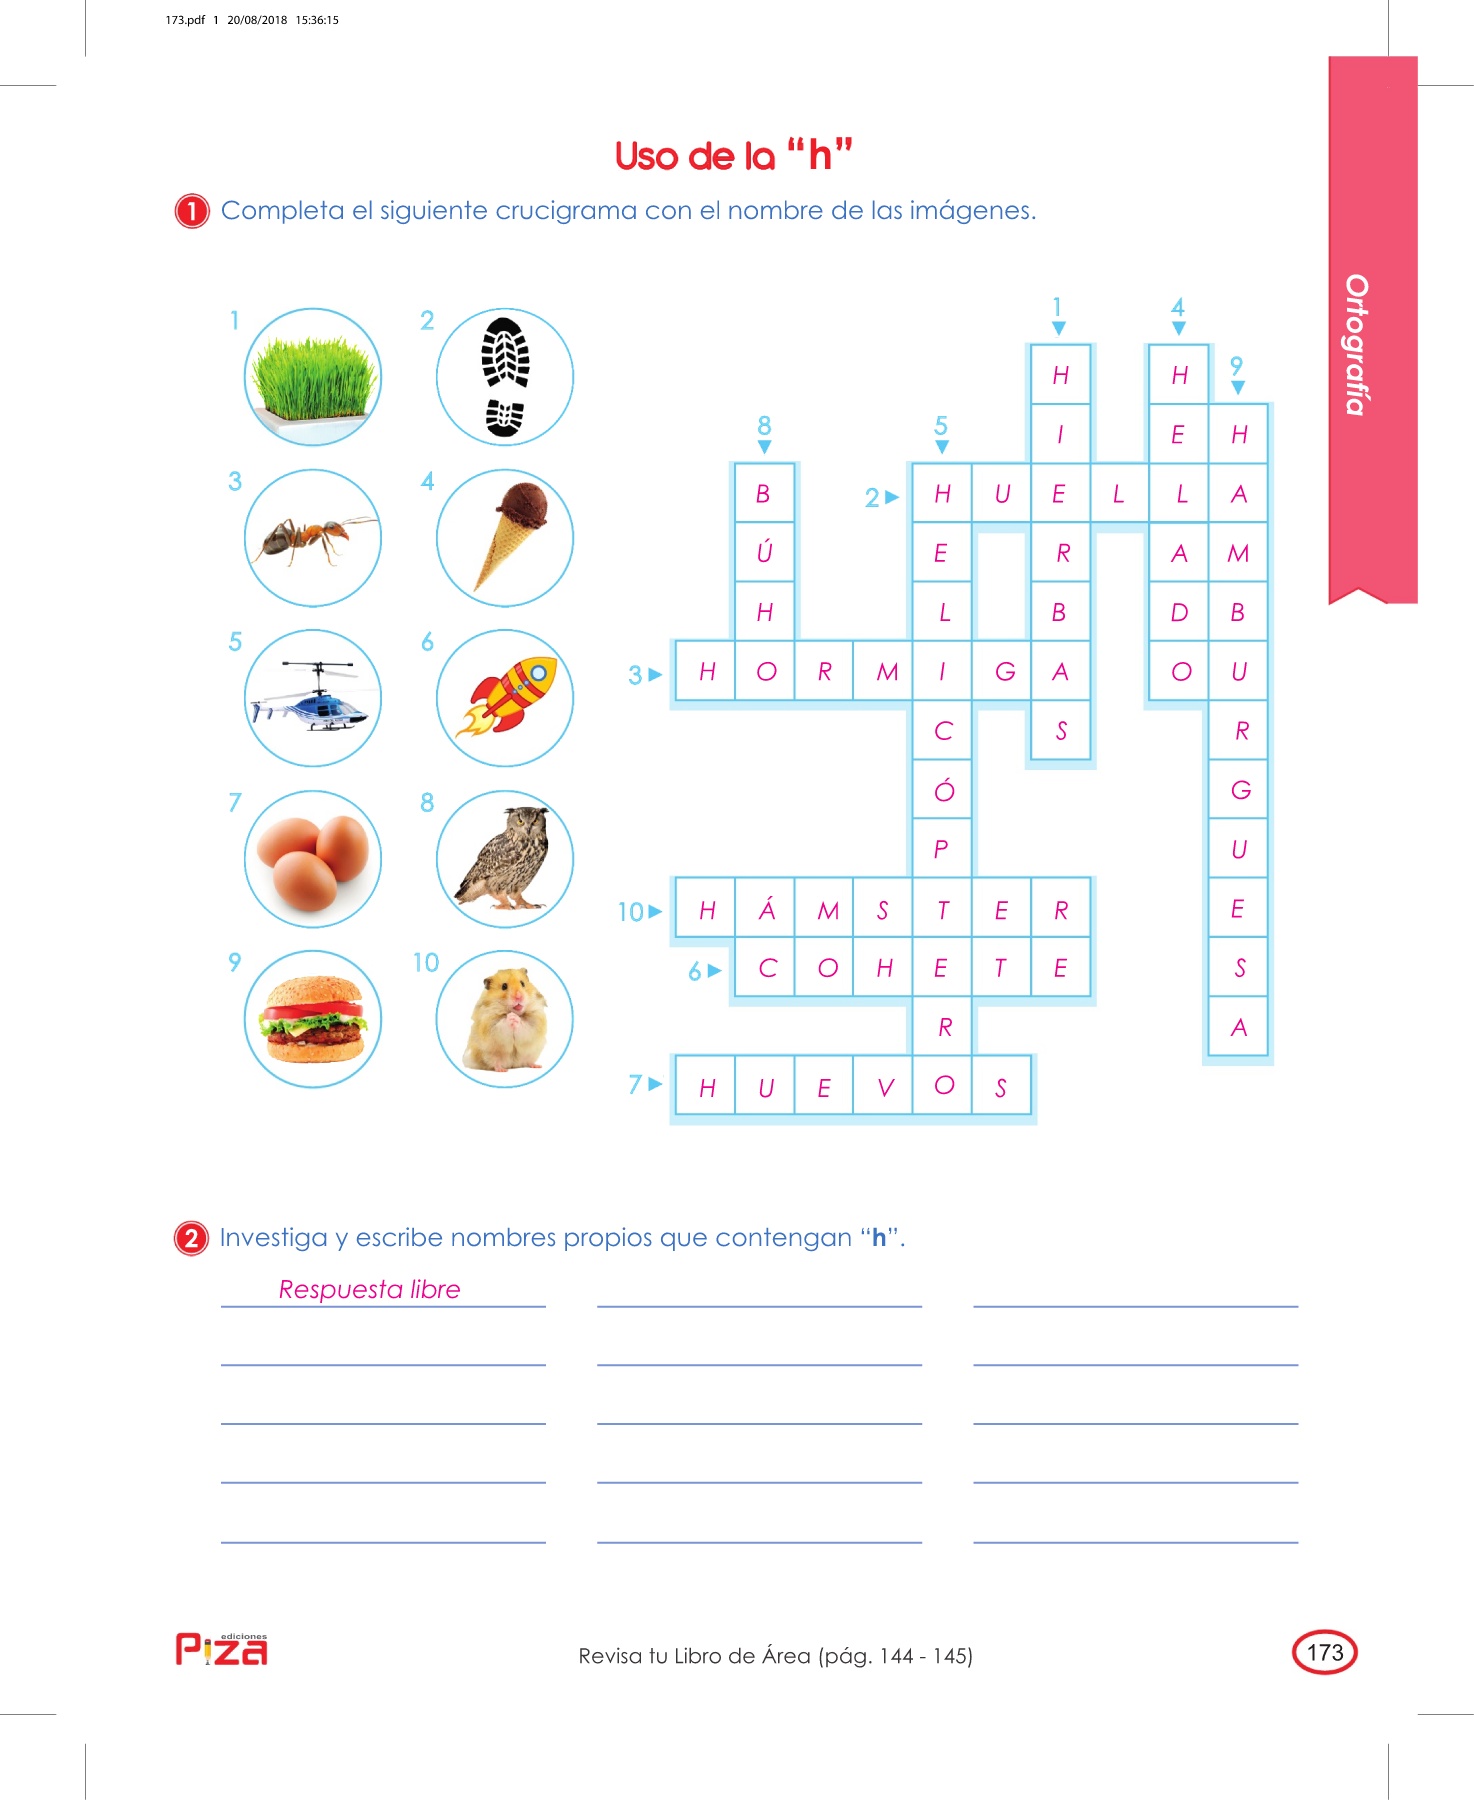 173.pdf 1 20/08/2018 15:36:15
Ortografía
Uso de la “h”
1 Completa el siguiente crucigrama con el nombre de las imágenes.
1 2
3 4
5 6
7 8
9 10
1 4
H H 9
8 5 I E H
B 2 H U E L L A
Ú E R A M
H L B D B
3 H O R M I G A O U
C S R
Ó G
P U
10 H Á M S T E R E
6 C O H E T E S
R A
7 H U E V O S
2 Investiga y escribe nombres propios que contengan “h”.
Respuesta libre
ediciones
Piza
Revisa tu Libro de Área (pág. 144 - 145)
173